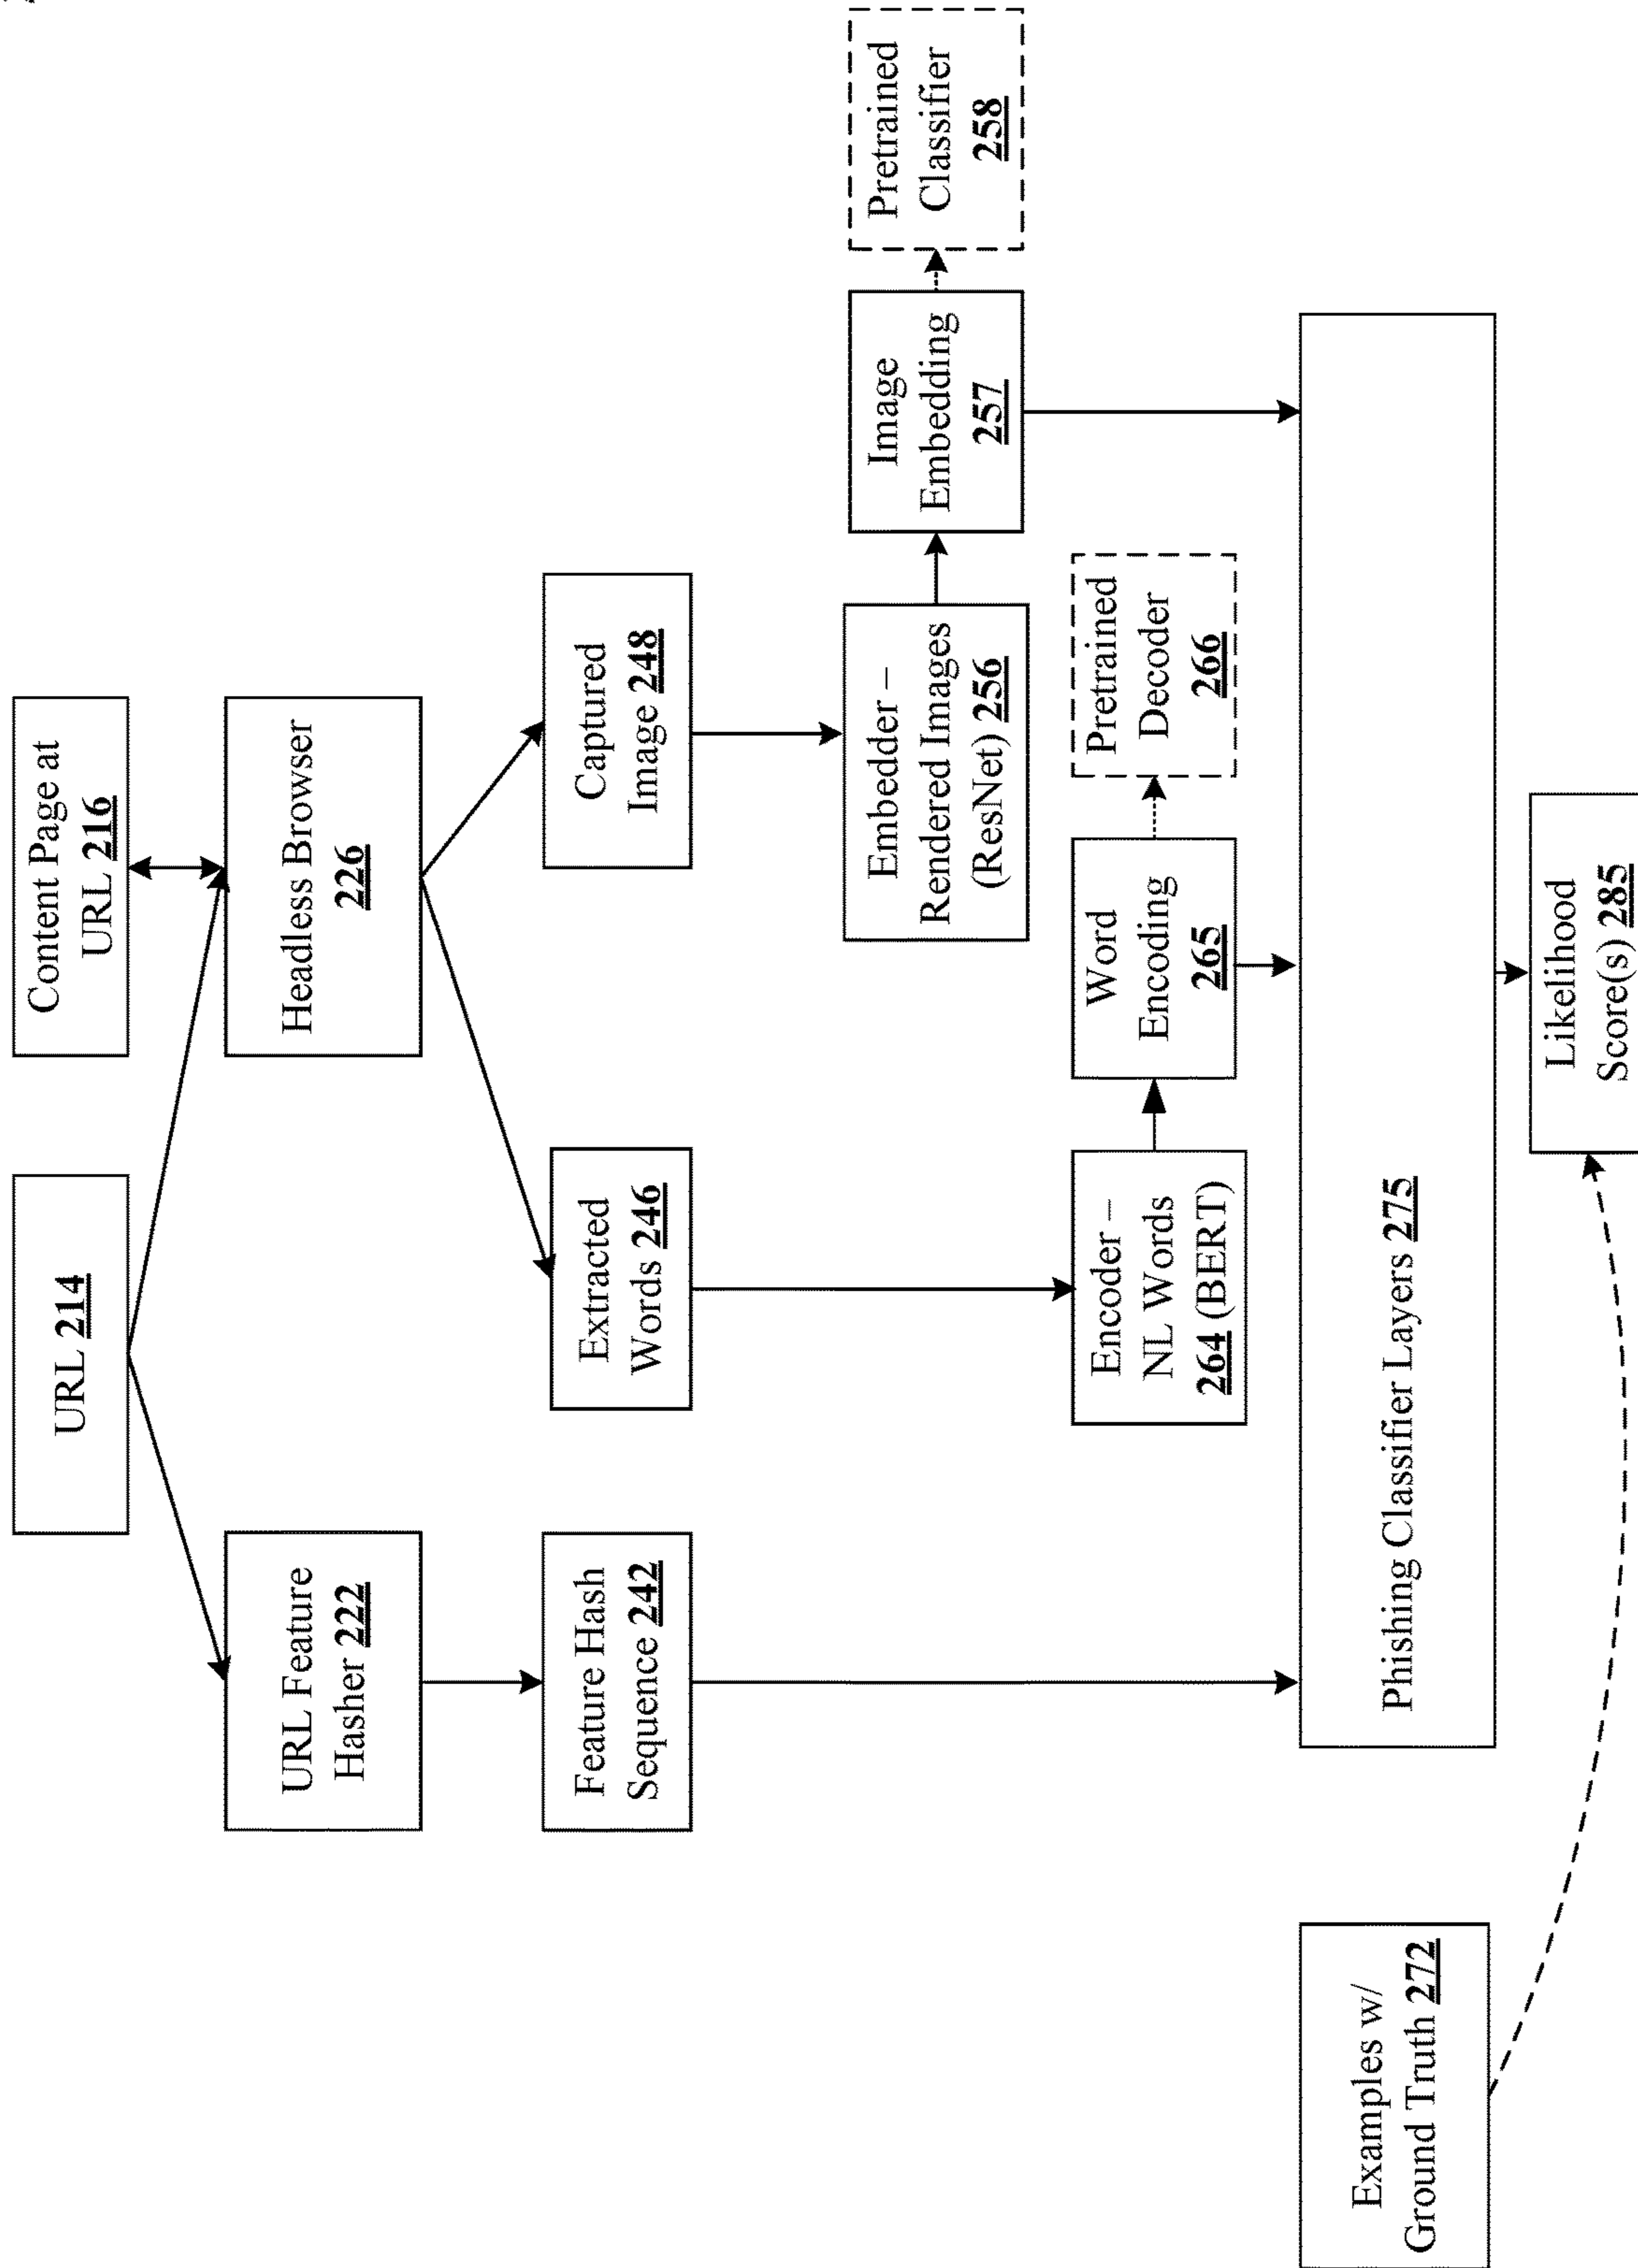 URL 214
Content Page at
URL 216
URL Feature
Hasher 222
Headless Browser
226
Feature Hash
Sequence 242
Extracted
Words 246
Captured
Image 248
Embedder –
Rendered Images
(ResNet) 256
Image
Embedding
257
Pretrained
Classifier
258
Encoder –
NL Words
264 (BERT)
Word
Encoding
265
Pretrained
Decoder
266
Examples w/
Ground Truth 272
Phishing Classifier Layers 275
Likelihood
Score(s) 285